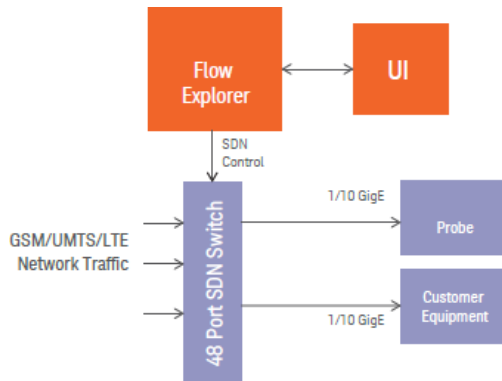 Flow
Explorer
UI
SDN
Control
GSM/UMTS/LTE
Network Traffic
48 Port SDN Switch
1/10 GigE
Probe
Customer
Equipment
1/10 GigE